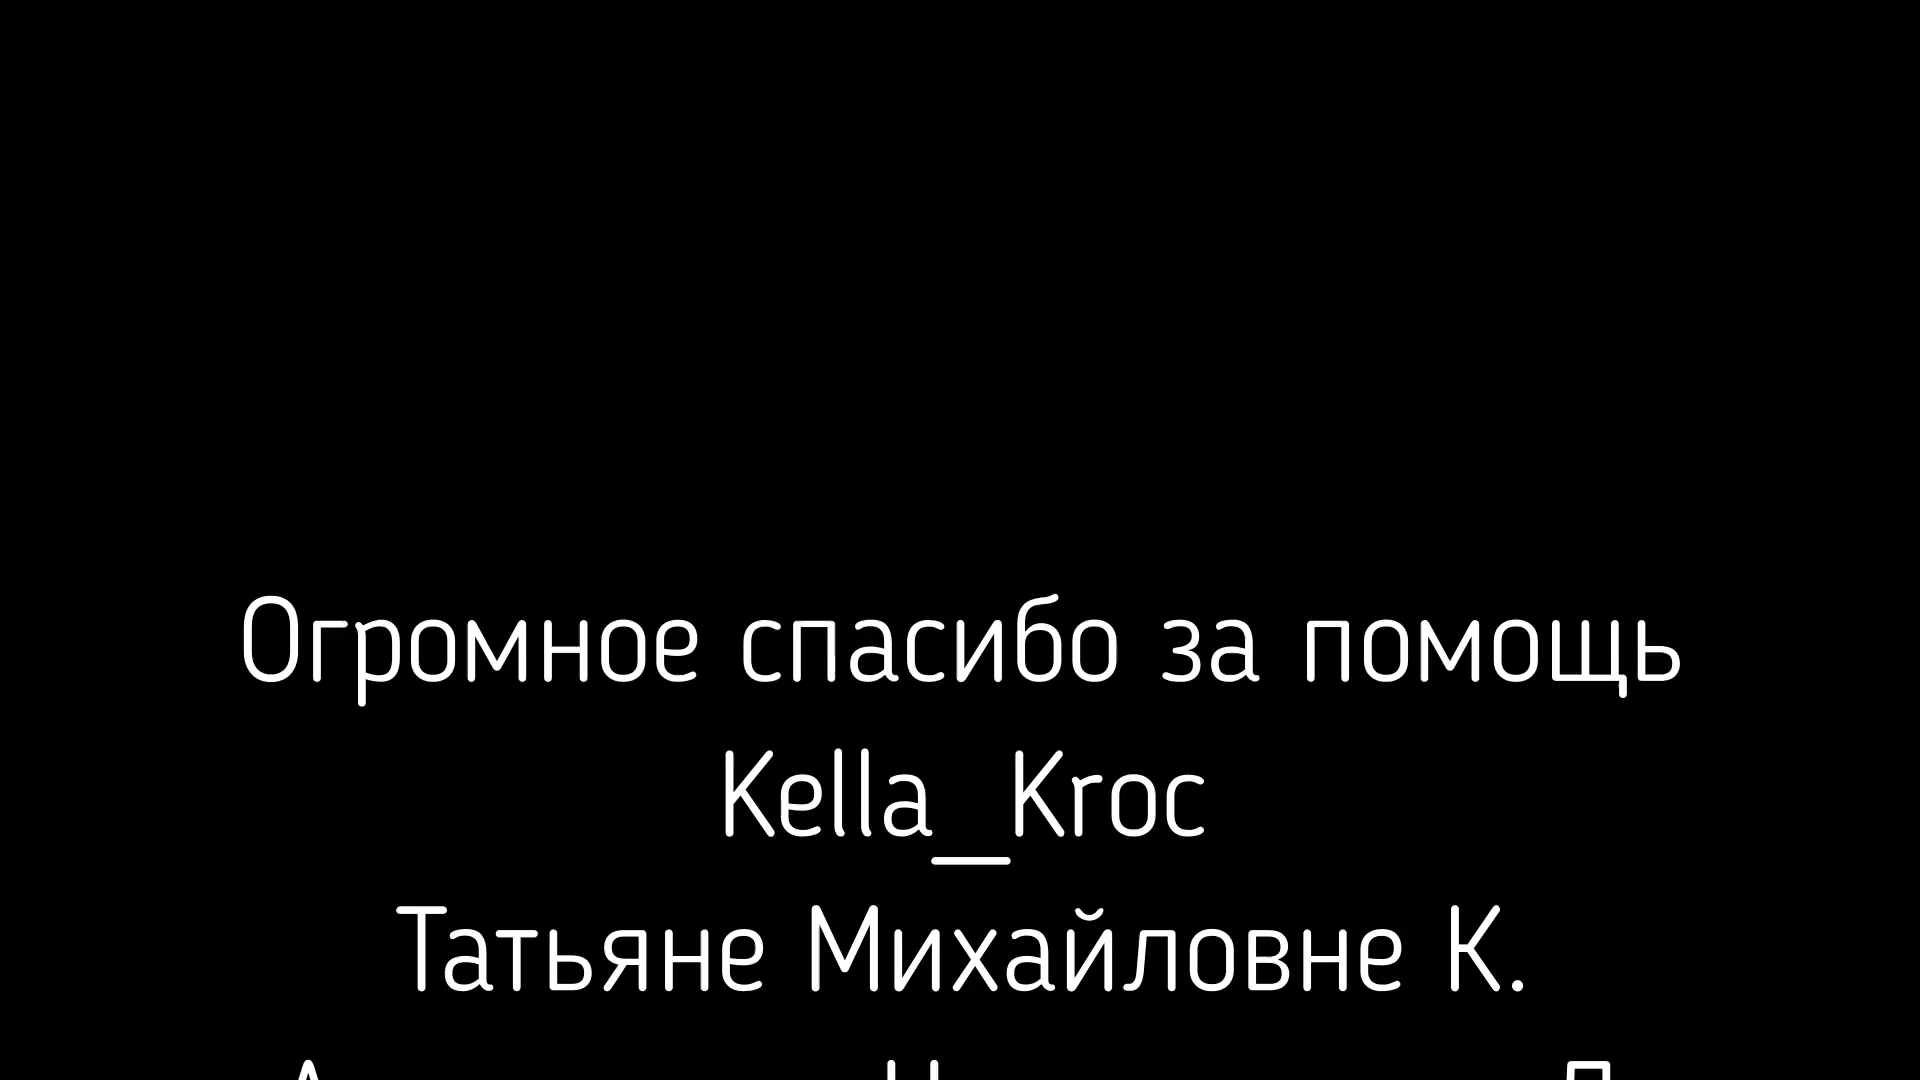 Огромное спасибо за помощь
Kella_Kroc
Татьяне Михайловне К.